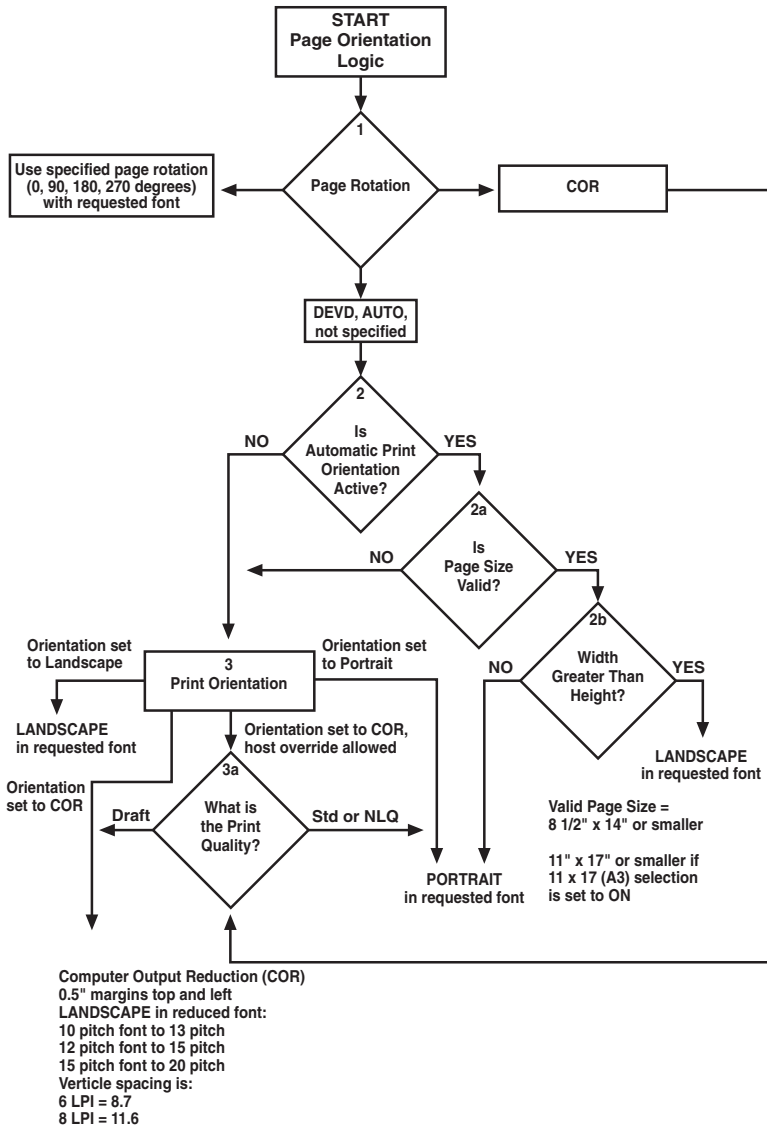 START
Page Orientation
Logic
1
Page Rotation
Use specified page rotation
(0, 90, 180, 270 degrees)
with requested font
COR
DEVD, AUTO,
not specified
2
Is
Automatic Print
Orientation
Active?
NO
YES
2a
Is
Page Size
Valid?
NO
YES
2b
Width
Greater Than
Height?
NO
YES
Orientation set
to Landscape
3
Print Orientation
Orientation set
to Portrait
LANDSCAPE
in requested font
Orientation set to COR,
host override allowed
LANDSCAPE
in requested font
Orientation
set to COR
3a
What is
the Print
Quality?
Draft
Std or NLQ
Valid Page Size =
8 1/2" x 14" or smaller
11" x 17" or smaller if
11 x 17 (A3) selection
is set to ON
PORTRAIT
in requested font
Computer Output Reduction (COR)
0.5" margins top and left
LANDSCAPE in reduced font:
10 pitch font to 13 pitch
12 pitch font to 15 pitch
15 pitch font to 20 pitch
Verticle spacing is:
6 LPI = 8.7
8 LPI = 11.6